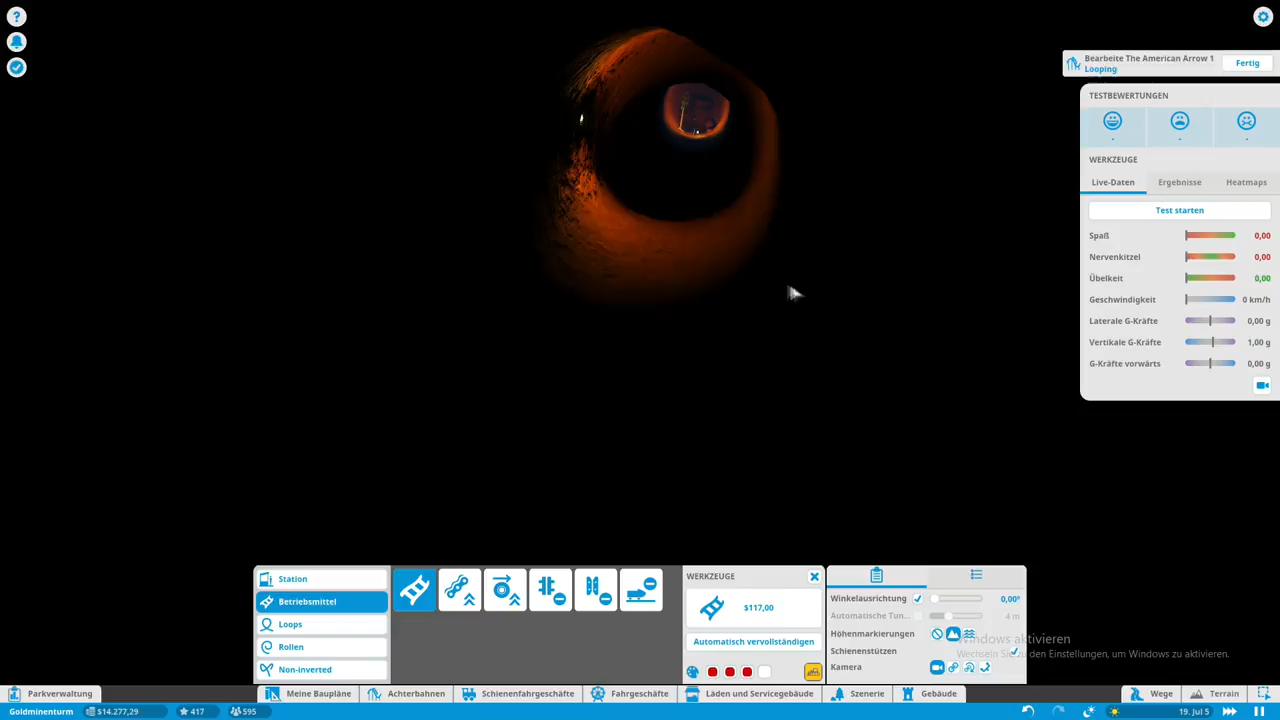 Bearbeite The American Arrow 1
Looping
Fertig
TESTBEWERTUNGEN
- - -
WERKZEUGE
Live-Daten Ergebnisse Heatmaps
Test starten
Spaß 0,00
Nervenkitzel 0,00
Übelkeit 0,00
Geschwindigkeit 0 km/h
Laterale G-Kräfte 0,00 g
Vertikale G-Kräfte 1,00 g
G-Kräfte vorwärts 0,00 g
Station
Betriebsmittel
Loops
Rollen
Non-inverted
WERKZEUGE
$117,00
Automatisch vervollständigen
Winkelausrichtung 0,00°
Automatische Tun... 4 m
Höhenmarkierungen
Schienenstützen
Kamera
Windows aktivieren
Wechseln Sie zu den Einstellungen, um Windows zu aktivieren.
Parkverwaltung Meine Baupläne Achterbahnen Schienenfahrgeschäfte Fahrgeschäfte Läden und Servicegebäude Szenerie Gebäude Wege Terrain
Goldminenturm $14.277,29 417 595 19. Jul 5